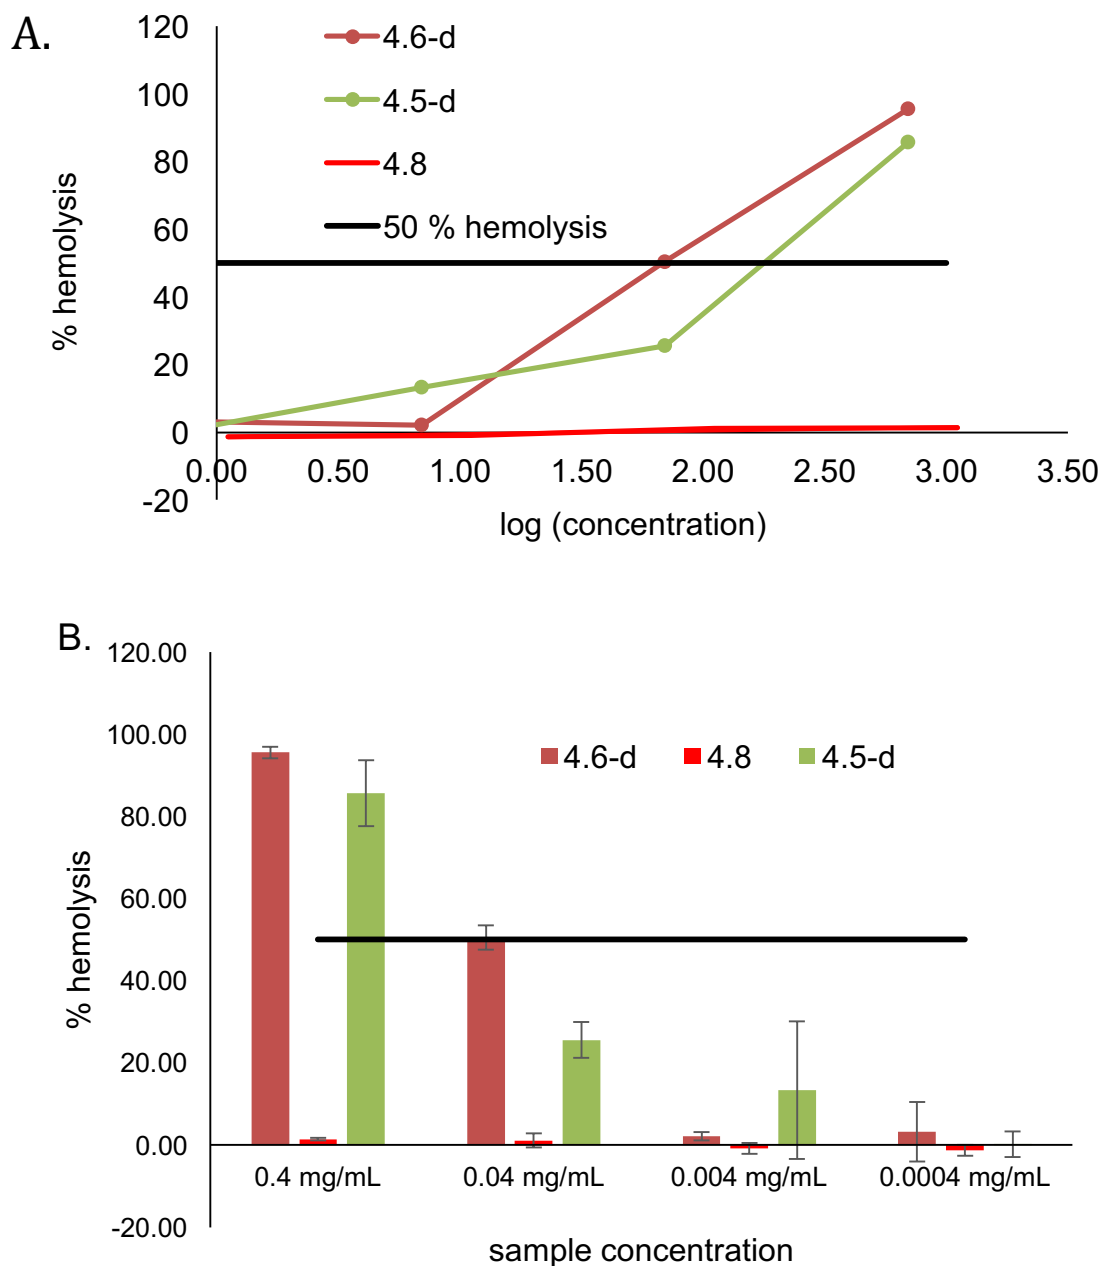 A.
120
100
80
60
40
20
0
-20
% hemolysis
4.6-d
4.5-d
4.8
50 % hemolysis
0.00 0.50 1.00 1.50 2.00 2.50 3.00 3.50
log (concentration)
B.
120.00
100.00
80.00
60.00
40.00
20.00
0.00
-20.00
% hemolysis
4.6-d 4.8 4.5-d
0.4 mg/mL 0.04 mg/mL 0.004 mg/mL 0.0004 mg/mL
sample concentration